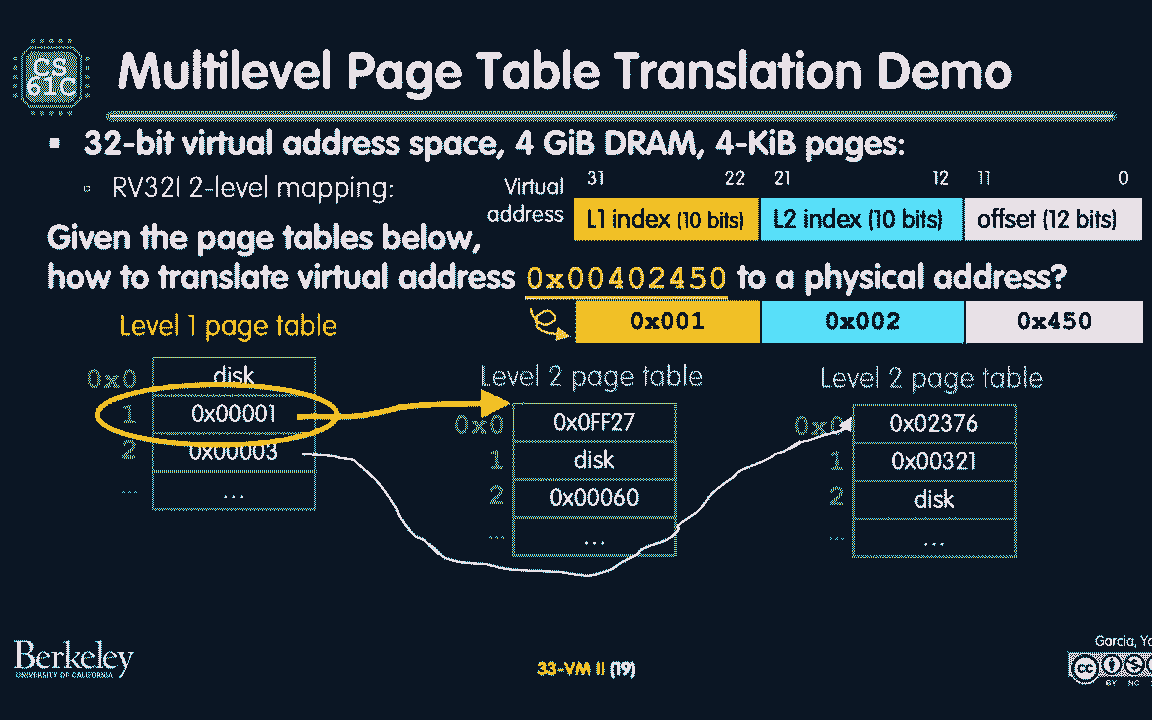 CS
61C
Multilevel Page Table Translation Demo
32-bit virtual address space, 4 GiB DRAM, 4-KiB pages:
RV32I 2-level mapping:
Virtual address
31 22 21 12 11 0
L1 index (10 bits) L2 index (10 bits) offset (12 bits)
Given the page tables below,
how to translate virtual address 0x00402450 to a physical address?
0x001 0x002 0x450
Level 1 page table
0x0 disk
1 0x00001
2 0x00003
... ...
Level 2 page table
0x0 0x0FF27
1 disk
2 0x00060
... ...
Level 2 page table
0x0 0x02376
1 0x00321
2 disk
... ...
Berkeley
UNIVERSITY OF CALIFORNIA
33-VM II (19)
Garcia,
cc
BY NC